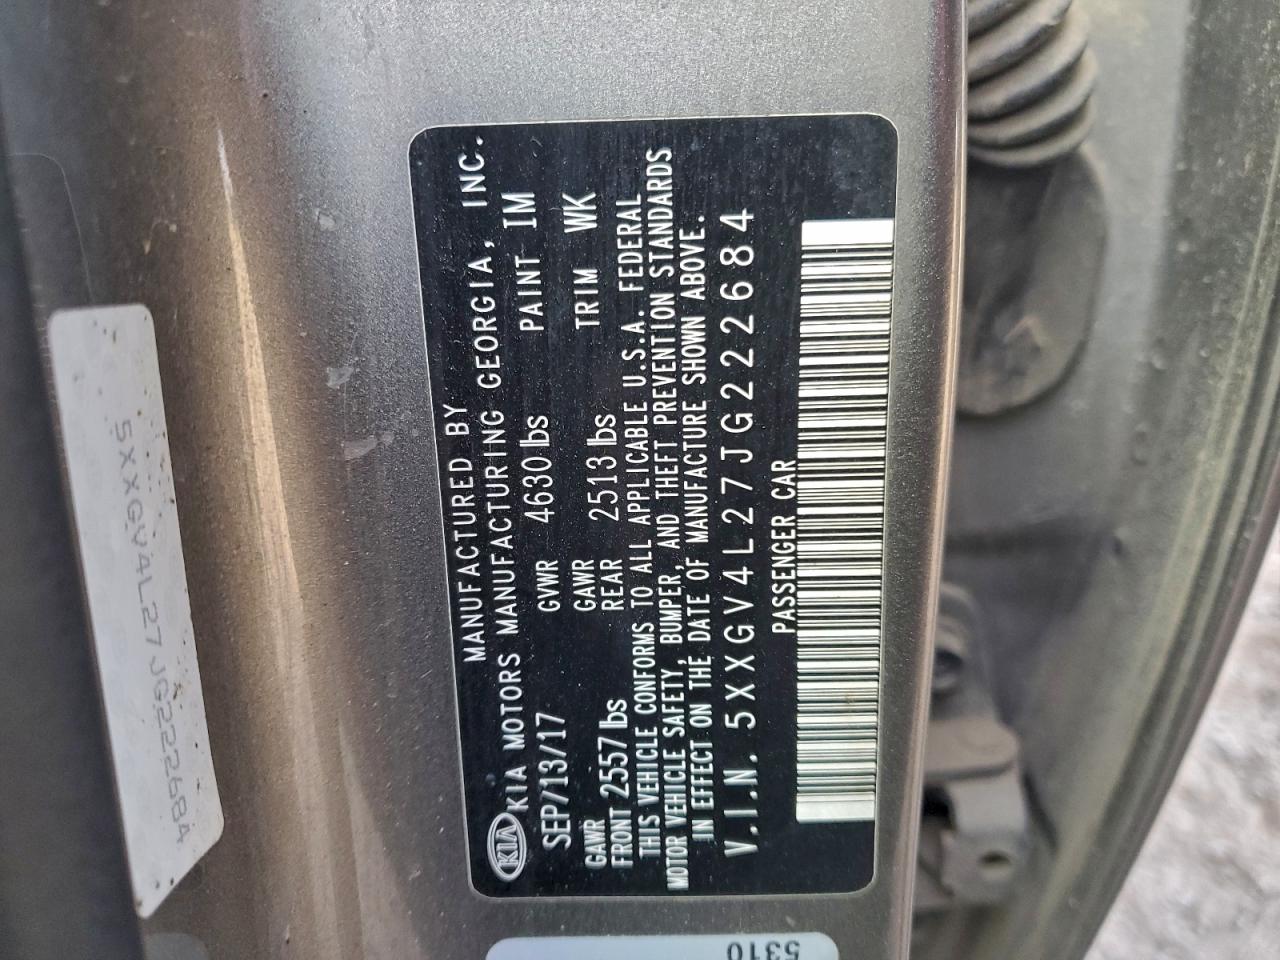 MANUFACTURED BY
KIA KIA MOTORS MANUFACTURING GEORGIA, INC.
SEP/13/17 GVWR 4630 lbs PAINT IM
GAWR FRONT 2557 lbs GAWR REAR 2513 lbs TRIM WK
THIS VEHICLE CONFORMS TO ALL APPLICABLE U.S.A. FEDERAL
MOTOR VEHICLE SAFETY, BUMPER, AND THEFT PREVENTION STANDARDS
IN EFFECT ON THE DATE OF MANUFACTURE SHOWN ABOVE.
V.I.N. 5XXGV4L27JG222684
PASSENGER CAR
5XXGV4L27JG222684
5310